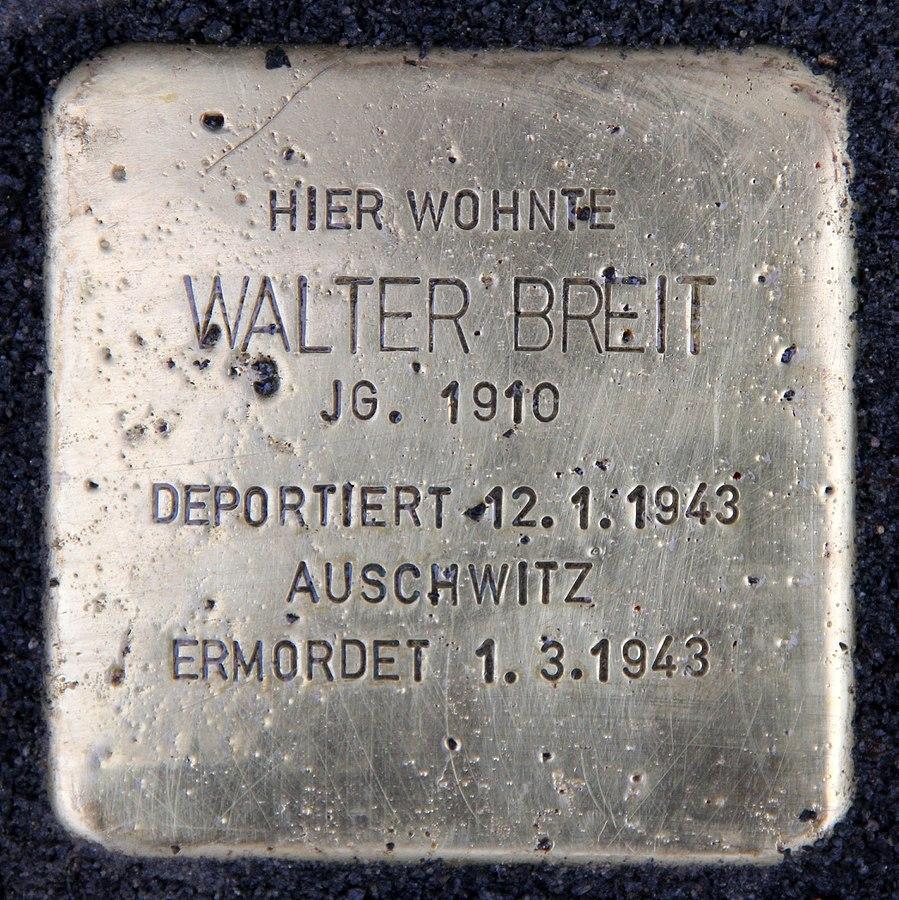 HIER WOHNTE
WALTER BREIT
JG. 1910
DEPORTIERT 12.1.1943
AUSCHWITZ
ERMORDET 1.3.1943